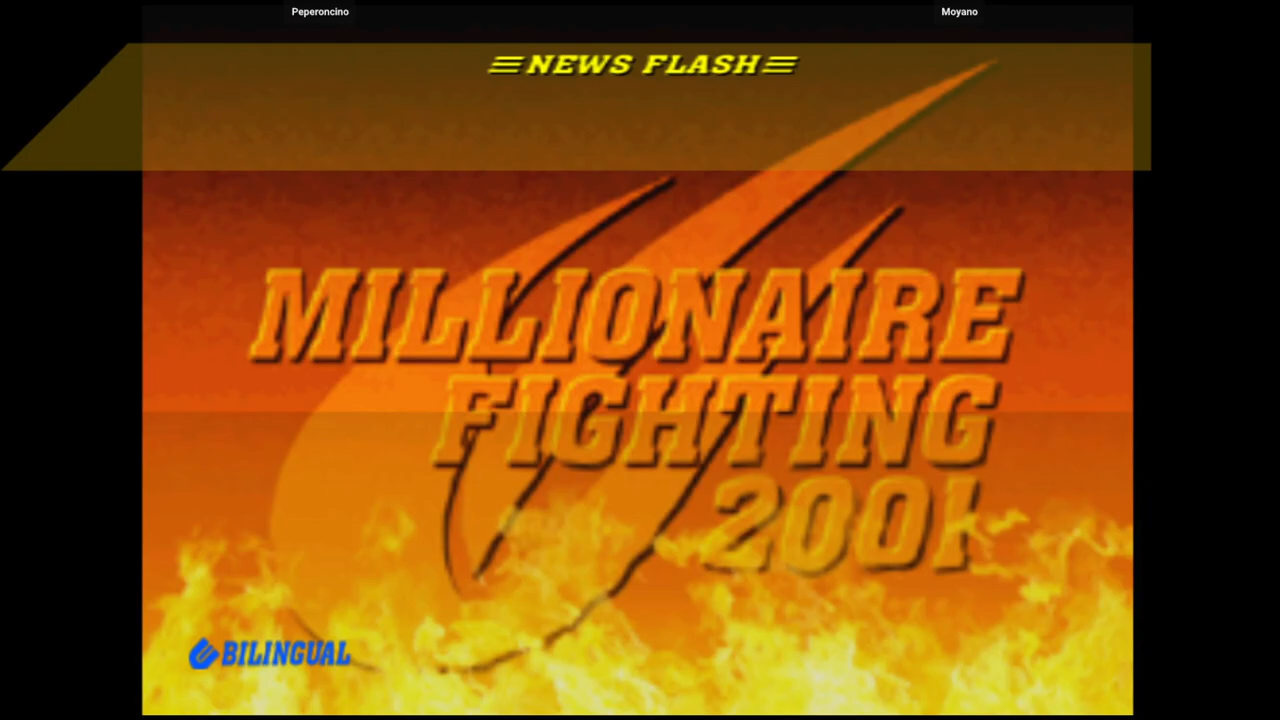 Peperoncino
Moyano
NEWS FLASH
MILLIONAIRE
FIGHTING
2001
BILINGUAL